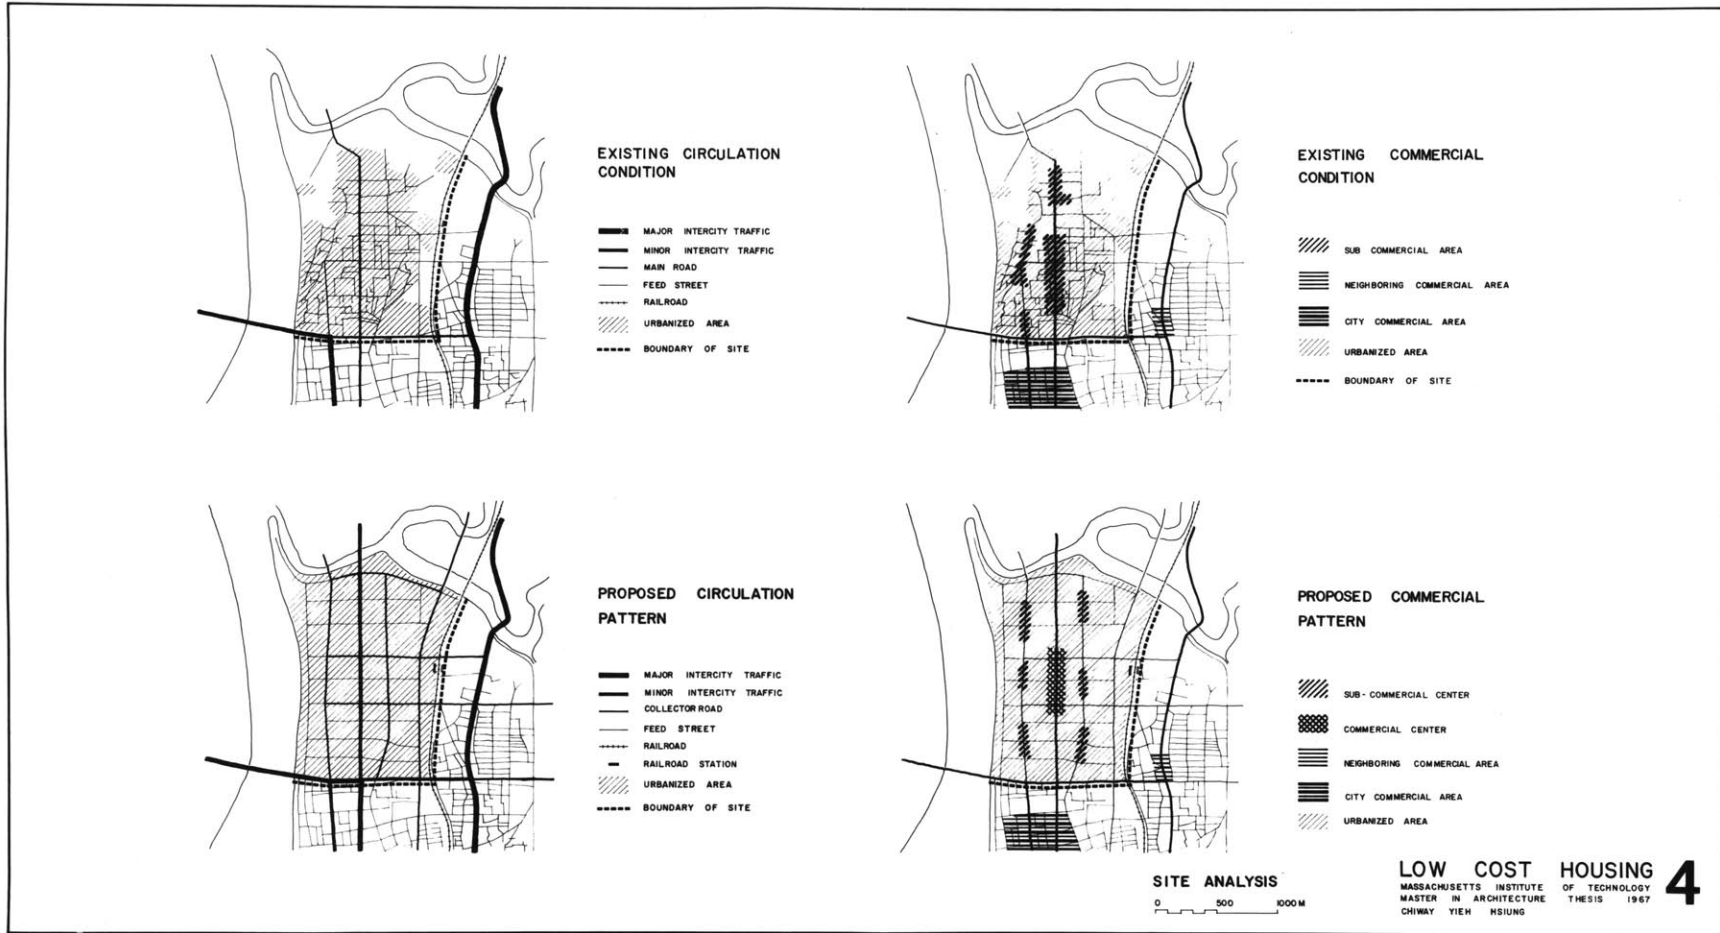 EXISTING CIRCULATION
CONDITION
MAJOR INTERCITY TRAFFIC
MINOR INTERCITY TRAFFIC
MAIN ROAD
FEED STREET
RAILROAD
URBANIZED AREA
BOUNDARY OF SITE
EXISTING COMMERCIAL
CONDITION
SUB COMMERCIAL AREA
NEIGHBORING COMMERCIAL AREA
CITY COMMERCIAL AREA
URBANIZED AREA
BOUNDARY OF SITE
PROPOSED CIRCULATION
PATTERN
MAJOR INTERCITY TRAFFIC
MINOR INTERCITY TRAFFIC
COLLECTOR ROAD
FEED STREET
RAILROAD
RAILROAD STATION
URBANIZED AREA
BOUNDARY OF SITE
PROPOSED COMMERCIAL
PATTERN
SUB-COMMERCIAL CENTER
COMMERCIAL CENTER
NEIGHBORING COMMERCIAL AREA
CITY COMMERCIAL AREA
URBANIZED AREA
SITE ANALYSIS
0 500 1000 M
LOW COST HOUSING 4
MASSACHUSETTS INSTITUTE OF TECHNOLOGY
MASTER IN ARCHITECTURE THESIS 1967
CHIWAY YIEH HSIUNG